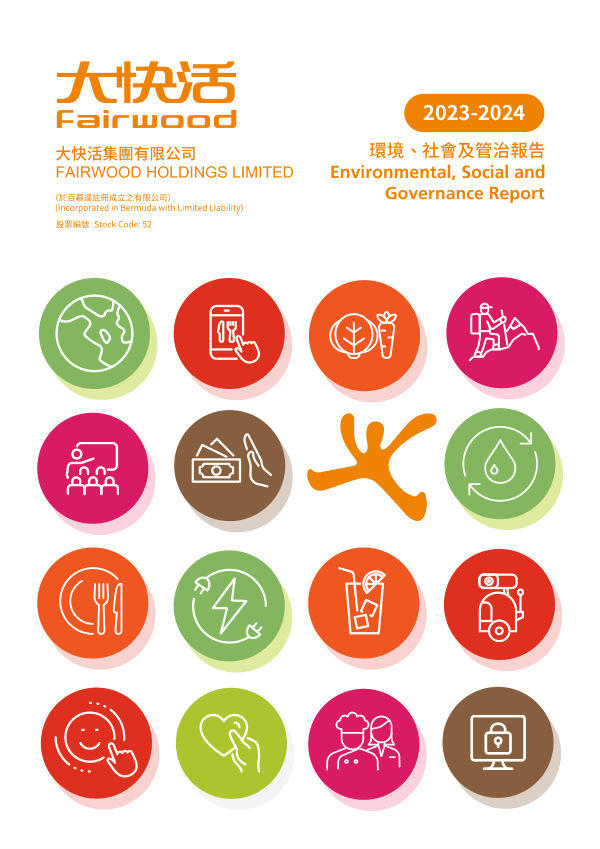 大快活
Fairwood
大快活集團有限公司
FAIRWOOD HOLDINGS LIMITED
(於百慕達註冊成立之有限公司)
(Incorporated in Bermuda with Limited Liability)
股票編號 Stock Code: 52
2023-2024
環境、社會及管治報告
Environmental, Social and
Governance Report